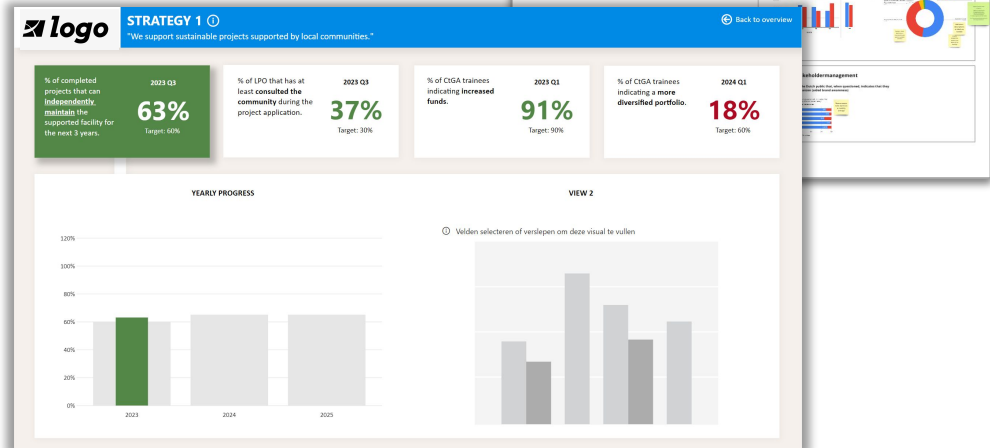 logo
STRATEGY 1
"We support sustainable projects supported by local communities."
Back to overview
% of completed
projects that can
independently
maintain the
supported facility for
the next 3 years.
2023 Q3
63%
Target: 60%
% of LPO that has at
least consulted the
community during the
project application.
2023 Q3
37%
Target: 30%
% of CtGA trainees
indicating increased
funds.
2023 Q1
91%
Target: 90%
% of CtGA trainees
indicating a more
diversified portfolio.
2024 Q1
18%
Target: 60%
YEARLY PROGRESS
120%
100%
80%
60%
40%
20%
0%
2023
2024
2025
VIEW 2
Velden selecteren of verslepen om deze visual te vullen
keholdermanagement